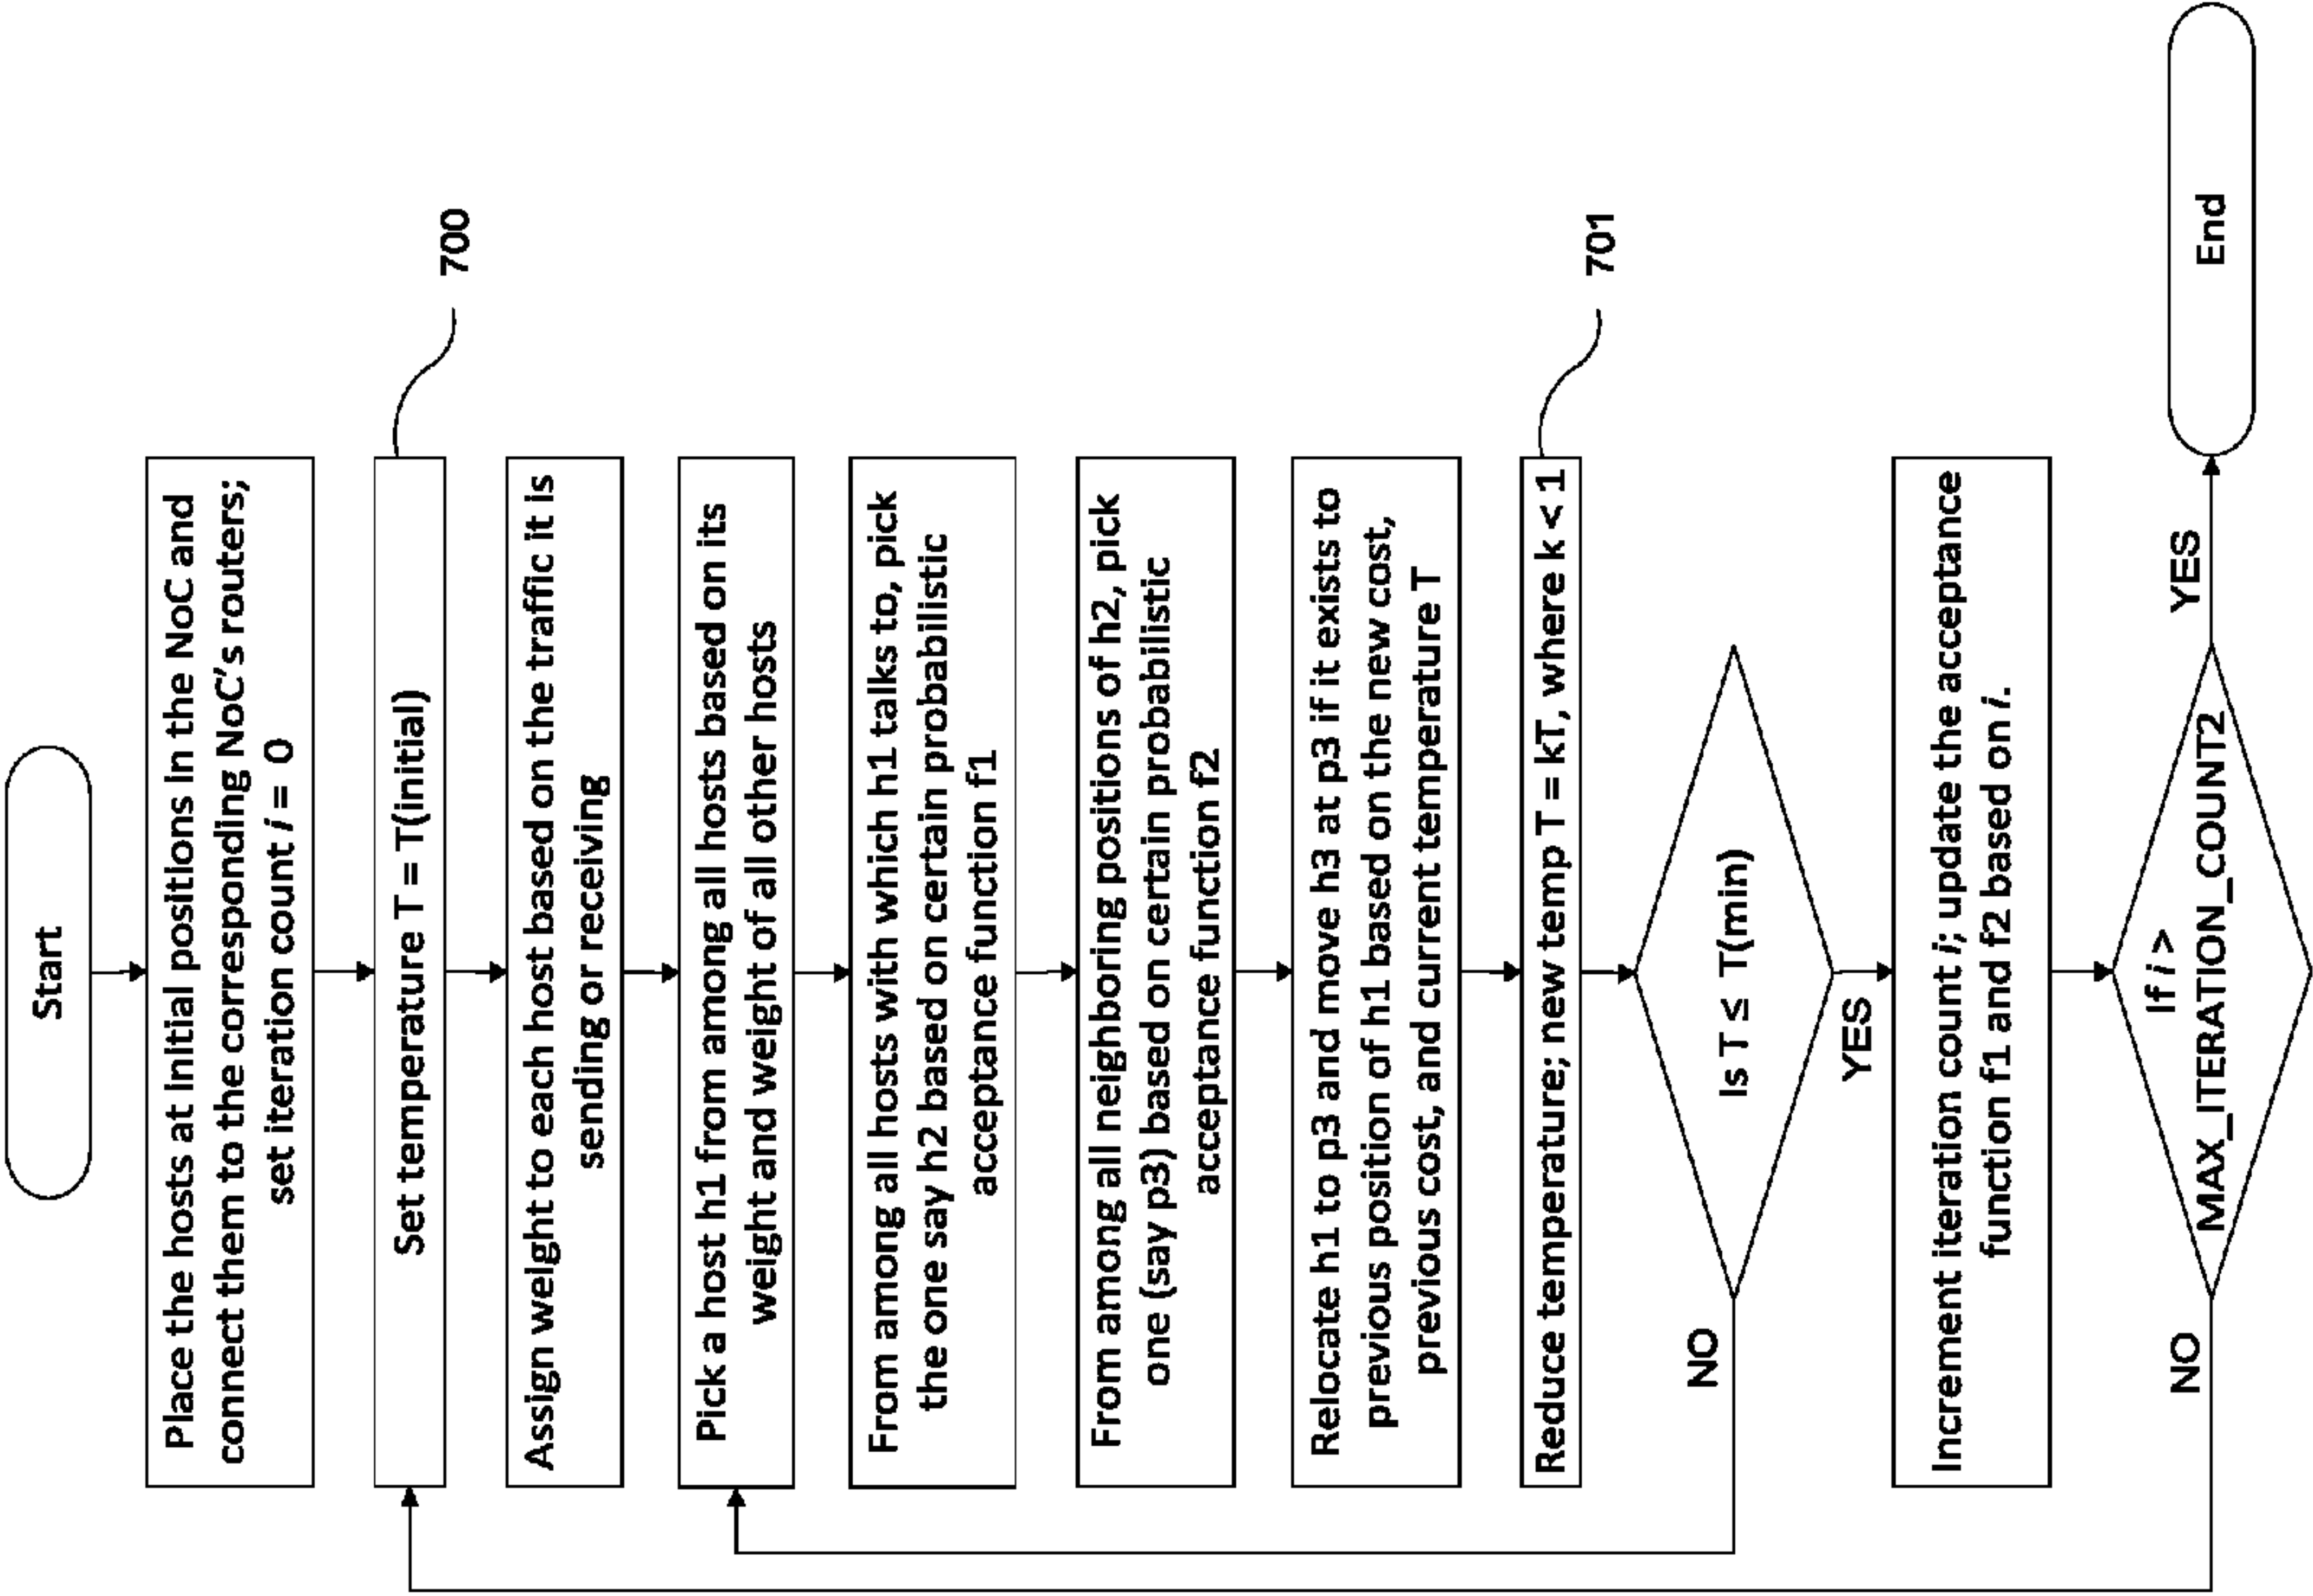 Start
Place the hosts at initial positions in the NoC and
connect them to the corresponding NoC's routers;
set iteration count i = 0
Set temperature T = T(initial)
700
Assign weight to each host based on the traffic it is
sending or receiving
Pick a host h1 from among all hosts based on its
weight and weight of all other hosts
From among all hosts with which h1 talks to, pick
the one say h2 based on certain probabilistic
acceptance function f1
From among all neighboring positions of h2, pick
one (say p3) based on certain probabilistic
acceptance function f2
Relocate h1 to p3 and move h3 at p3 if it exists to
previous position of h1 based on the new cost,
previous cost, and current temperature T
Reduce temperature; new temp T = kT, where k < 1
701
Is T ≤ T(min)
NO
YES
Increment iteration count i; update the acceptance
function f1 and f2 based on i.
If i >
MAX_ITERATION_COUNT2
NO
YES
End